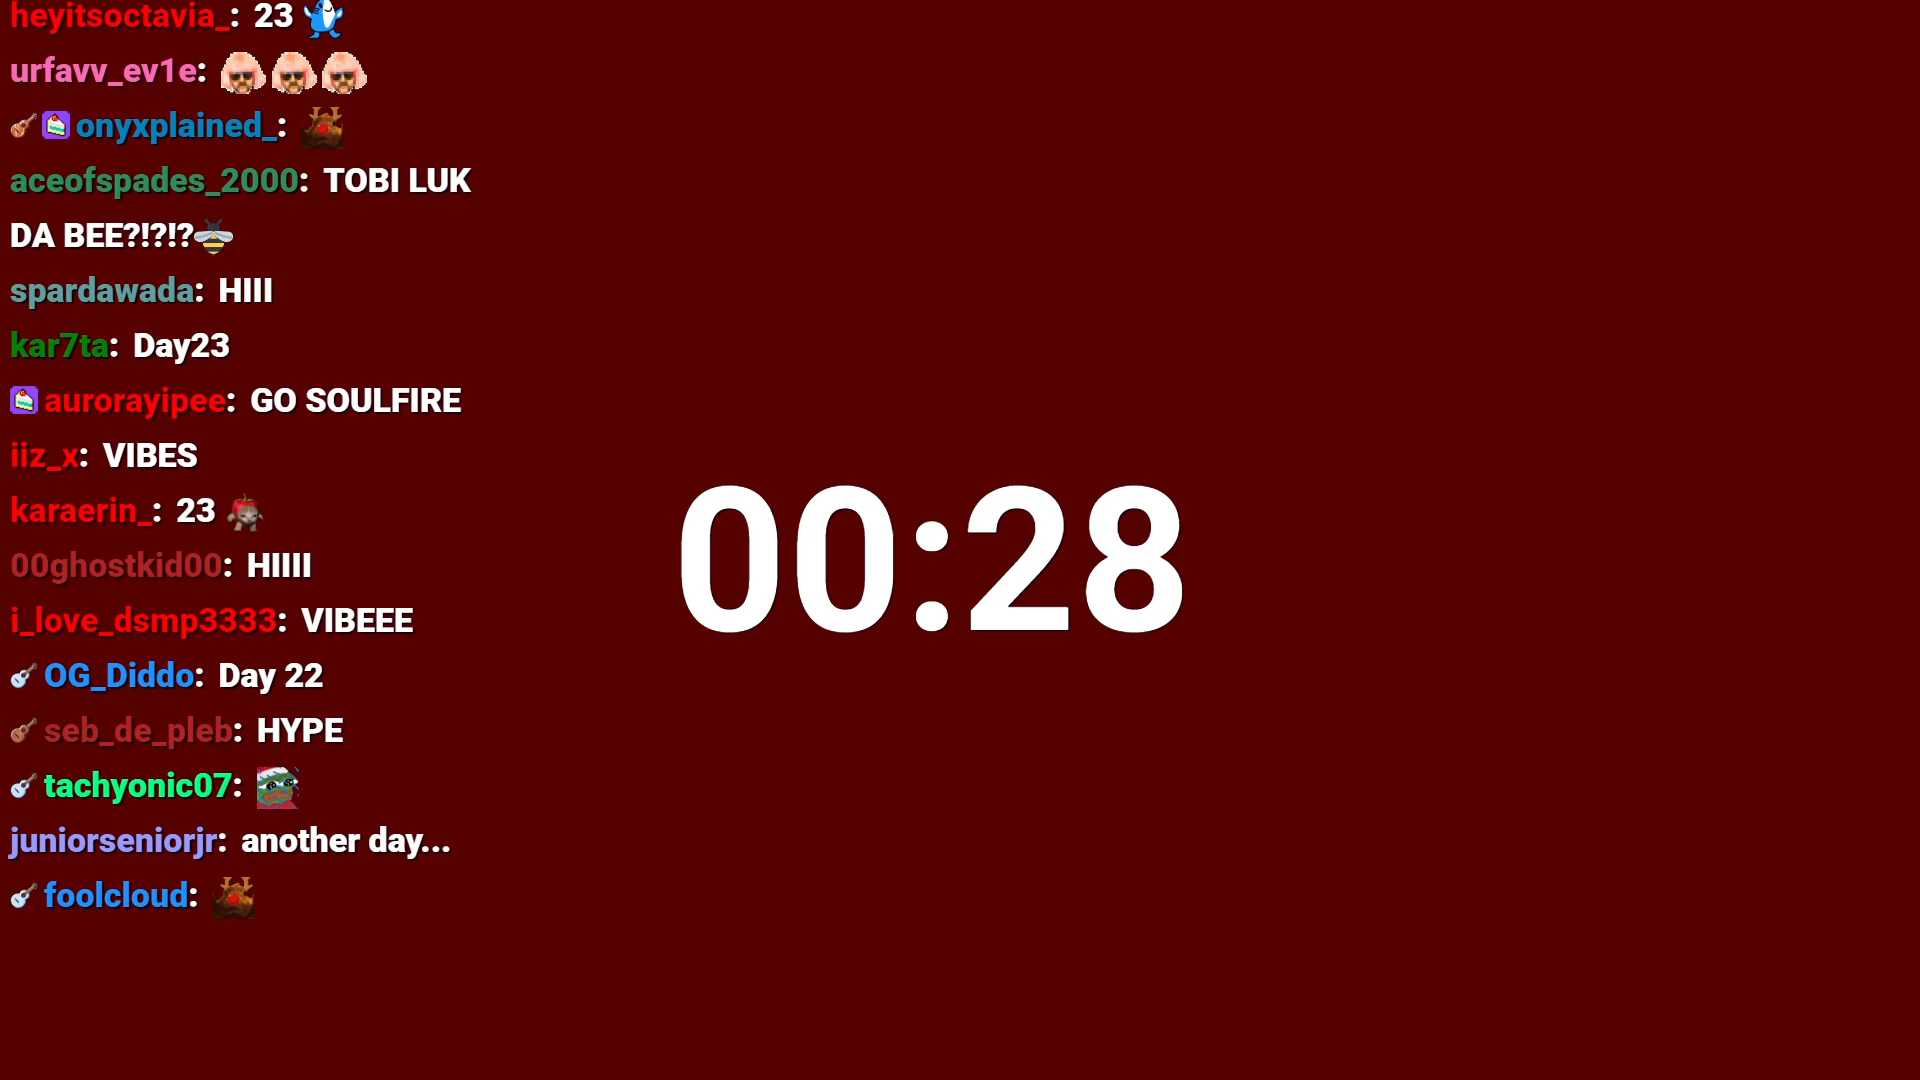 heyitsoctavia_: 23
urfavv_ev1e:
onyxplained_:
aceofspades_2000: TOBI LUK
DA BEE?!?!?
spardawada: HIII
kar7ta: Day23
aurorayipee: GO SOULFIRE
iiz_x: VIBES
karaerin_: 23
00ghostkid00: HIIII
i_love_dsmp3333: VIBEEE
OG_Diddo: Day 22
seb_de_pleb: HYPE
tachyonic07:
juniorseniorjr: another day...
foolcloud:
00:28